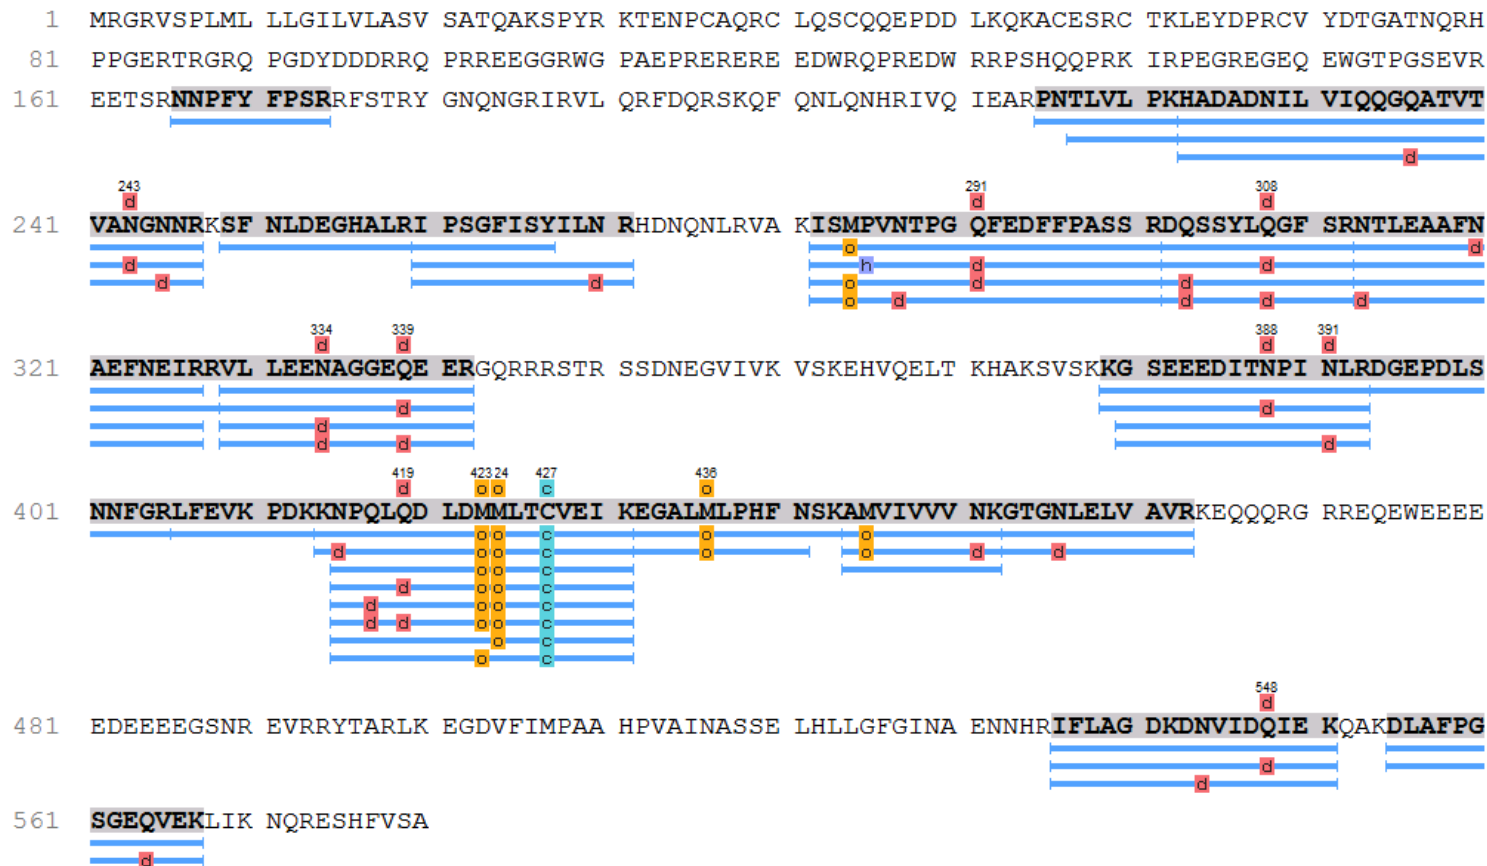 1 MRGRVSPLML LLGILVLASV SATQAKSPYR KTENPCAQRC LQSCQQEPDD LKQKACESRC TKLEYDPRCV YDTGATNQRH
81 PPGERTRGRQ PGDYDDDRRQ PRREEGGRWG PAEPRERERE EDWRQPREDW RRPSHQQPRK IRPEGREGEQ EWGTPGSEVR
161 EETSRNNPFY FPSRRFSTRY GNQNGRIRVL QRFDQRSKQF QNLQNHRIVQ IEARPNTLVL PKHADADNIL VIQQGQATVT
d
243 291 308
d d d
241 VANGNNRKSF NLDEGHALRI PSGFISYILN RHDNQNLRVA KISMPVNTPG QFEDFFPASS RDQSSYLQGF SRNTLEAAFN
o d
d h d d
d d o d d
o d d d d
334 339 388 391
d d d d
321 AEFNEIRRVL LEENAGGEQE ERGQRRRSTR SSDNEGVIVK VSKEHVQELT KHAKSVSKKG SEEEDITNPI NLRDGEPDLS
d d
d
d d d
419 423 24 427 436
d o o c o
401 NNFGRLFEVK PDKKNPQLQD LDMMLTCVEI KEGALMLPHF NSKAMVIVVV NKGTGNLELV AVRKEQQQRG RREQEWEEEE
o o c o o
d o o c o o d d
o o c
d o o c
d o o c
d d o o c
o c
o c
548
d
481 EDEEEEGSNR EVRRYTARLK EGDVFIMPAA HPVAINASSE LHLLGFGINA ENNHRIFLAG DKDNVIDQIE KQAKDLAFPG
d
d
561 SGEQVEKLIK NQRESHFVSA
d